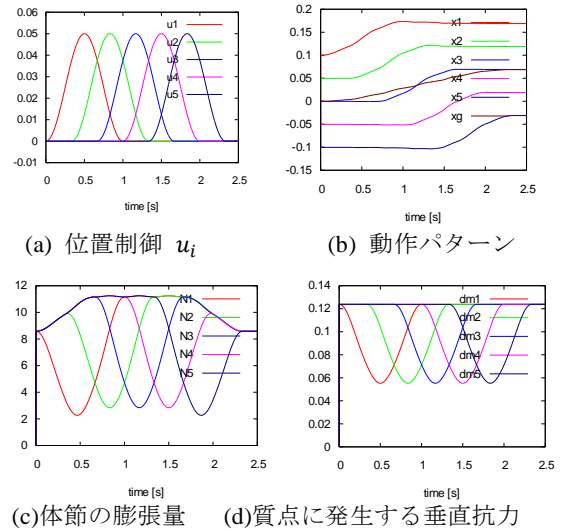 0.06
0.05
0.04
0.03
0.02
0.01
0
-0.01
0 0.5 1 1.5 2 2.5
time [s]
u1
u2
u3
u4
u5
(a) 位置制御 u_i
0.2
0.15
0.1
0.05
0
-0.05
-0.1
-0.15
0 0.5 1 1.5 2 2.5
time [s]
x1
x2
x3
x4
x5
xg
(b) 動作パターン
12
10
8
6
4
2
0
0 0.5 1 1.5 2 2.5
time [s]
N1
N2
N3
N4
N5
(c)体節の膨張量
0.14
0.12
0.1
0.08
0.06
0.04
0.02
0
0 0.5 1 1.5 2 2.5
time [s]
dm1
dm2
dm3
dm4
dm5
(d)質点に発生する垂直抗力